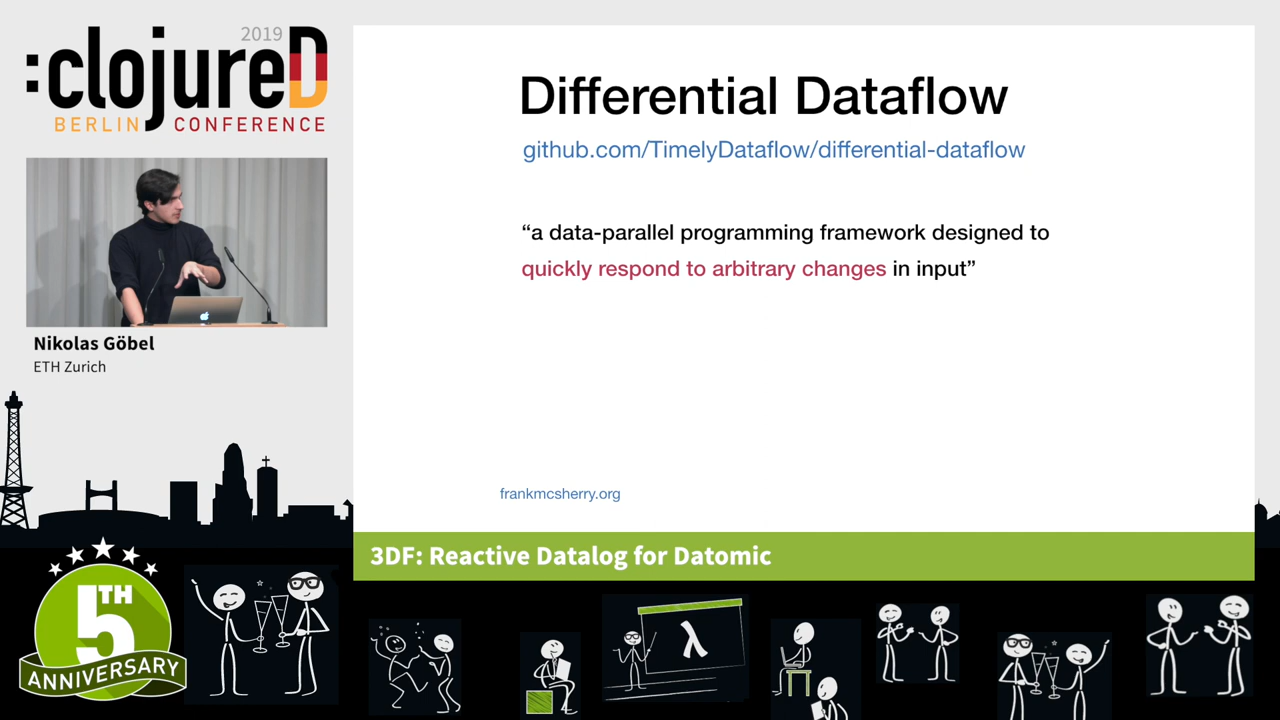 2019
:clojureD
BERLIN CONFERENCE
Nikolas Göbel
ETH Zurich
Differential Dataflow
github.com/TimelyDataflow/differential-dataflow
“a data-parallel programming framework designed to
quickly respond to arbitrary changes in input”
frankmcsherry.org
3DF: Reactive Datalog for Datomic
5TH
ANNIVERSARY
λ